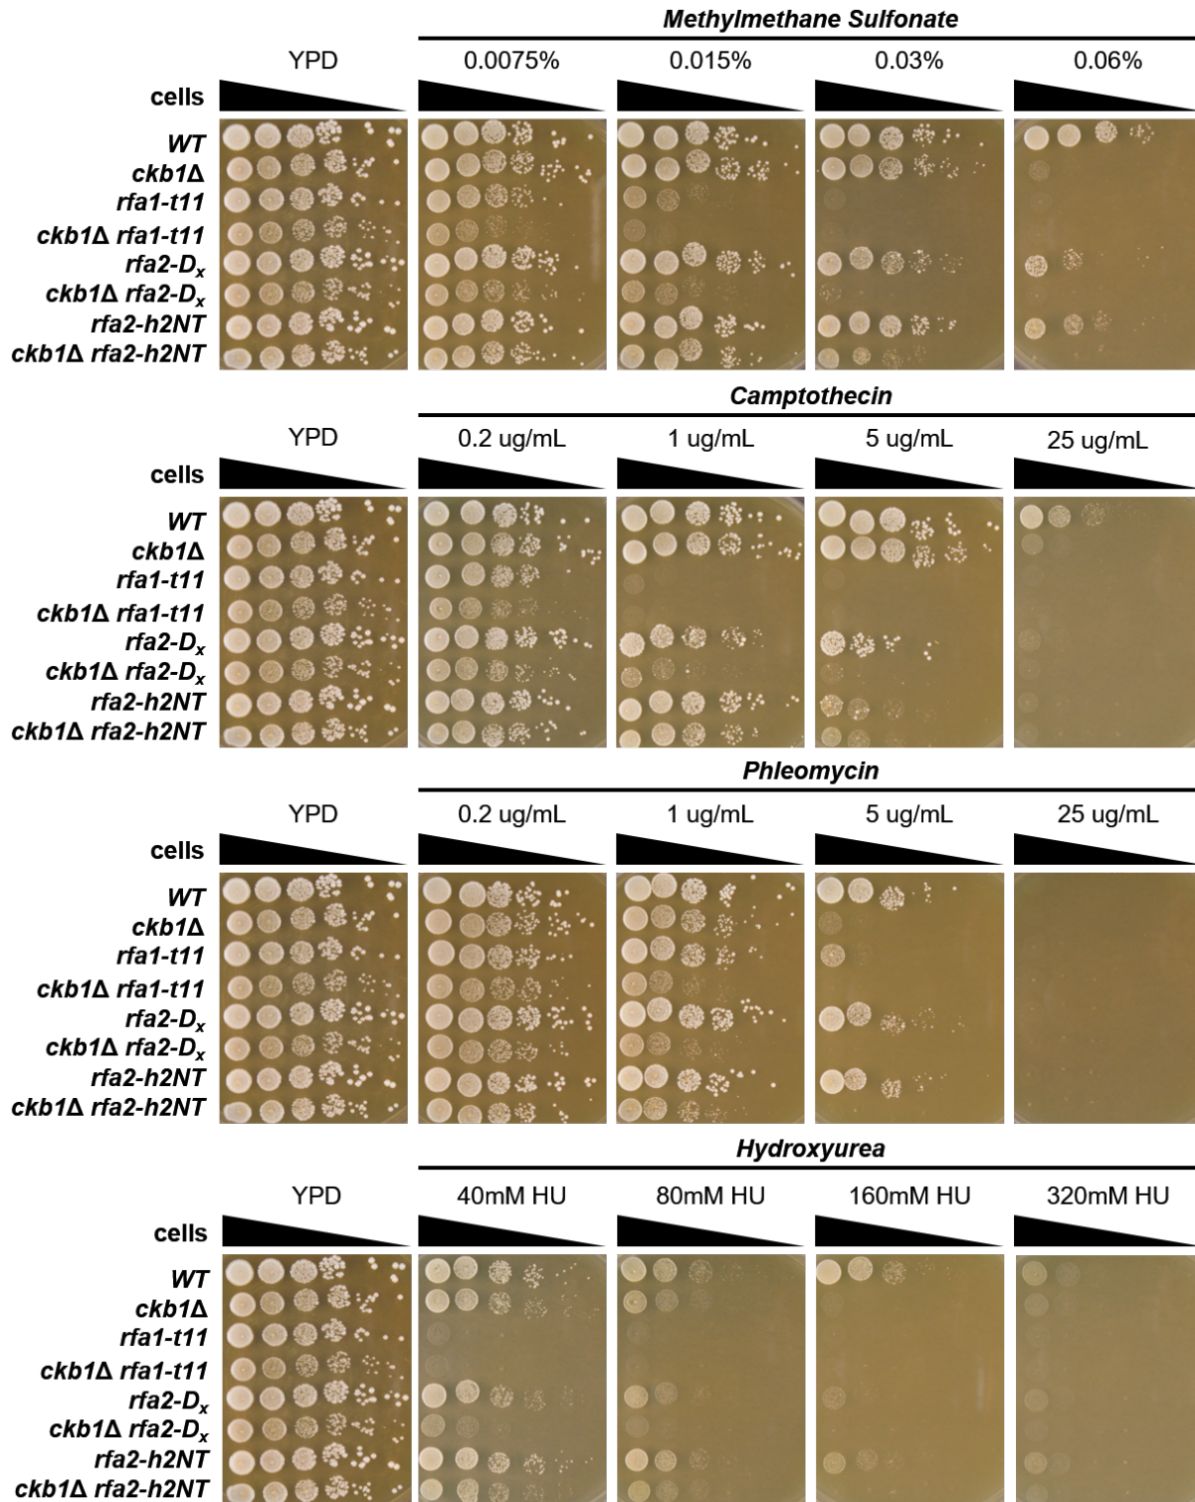 Methylmethane Sulfonate
YPD 0.0075% 0.015% 0.03% 0.06%
cells
WT
ckb1Δ
rfa1-t11
ckb1Δ rfa1-t11
rfa2-Dx
ckb1Δ rfa2-Dx
rfa2-h2NT
ckb1Δ rfa2-h2NT
Camptothecin
YPD 0.2 ug/mL 1 ug/mL 5 ug/mL 25 ug/mL
cells
WT
ckb1Δ
rfa1-t11
ckb1Δ rfa1-t11
rfa2-Dx
ckb1Δ rfa2-Dx
rfa2-h2NT
ckb1Δ rfa2-h2NT
Phleomycin
YPD 0.2 ug/mL 1 ug/mL 5 ug/mL 25 ug/mL
cells
WT
ckb1Δ
rfa1-t11
ckb1Δ rfa1-t11
rfa2-Dx
ckb1Δ rfa2-Dx
rfa2-h2NT
ckb1Δ rfa2-h2NT
Hydroxyurea
YPD 40mM HU 80mM HU 160mM HU 320mM HU
cells
WT
ckb1Δ
rfa1-t11
ckb1Δ rfa1-t11
rfa2-Dx
ckb1Δ rfa2-Dx
rfa2-h2NT
ckb1Δ rfa2-h2NT